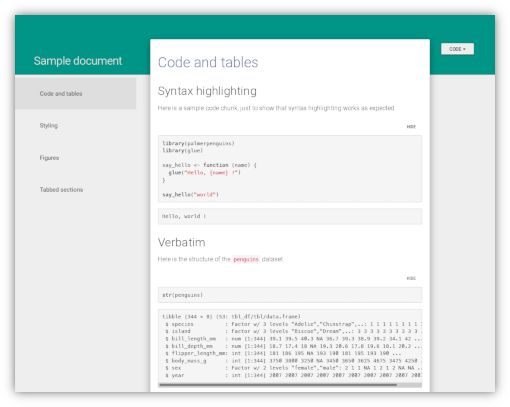 Sample document
CODE
Code and tables
Styling
Figures
Tabbed sections
Code and tables
Syntax highlighting
Here is a sample code chunk, just to show that syntax highlighting works as expected
HIDE
library(palmerpenguins)
library(glue)
say_hello <- function (name) {
glue("Hello, {name} !")
}
say_hello("world")
Hello, world !
Verbatim
Here is the structure of the penguins dataset
HIDE
str(penguins)
tibble [344 × 8] (S3: tbl_df/tbl/data.frame)
$ species : Factor w/ 3 levels "Adelie","Chinstrap",..: 1 1 1 1 1 1 1
$ island : Factor w/ 3 levels "Biscoe","Dream",..: 3 3 3 3 3 3 3 3
$ bill_length_mm : num [1:344] 39.1 39.5 40.3 NA 36.7 39.3 38.9 39.2 34.1 42 ...
$ bill_depth_mm : num [1:344] 18.7 17.4 18 NA 19.3 20.6 17.8 19.6 18.1 20.2 ...
$ flipper_length_mm: int [1:344] 181 186 195 NA 193 190 181 195 193 190 ...
$ body_mass_g : int [1:344] 3750 3800 3250 NA 3450 3650 3625 4675 3475 4250
$ sex : Factor w/ 2 levels "female","male": 2 1 1 NA 1 2 1 2 NA NA
$ year : int [1:344] 2007 2007 2007 2007 2007 2007 2007 2007 2007